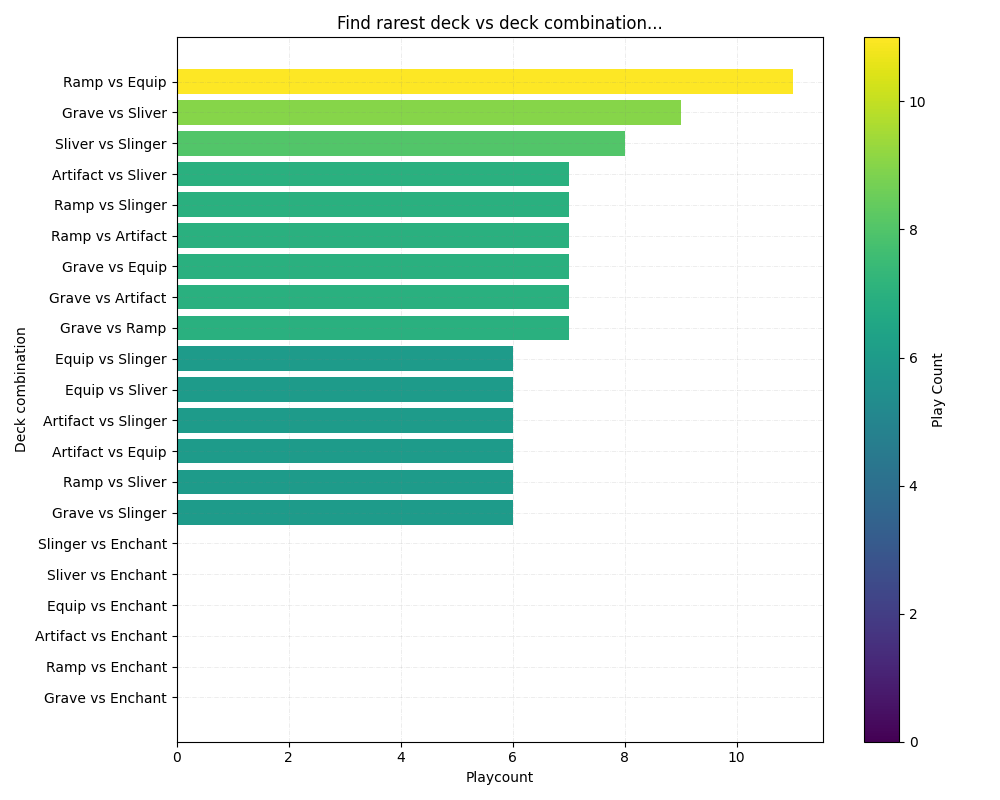 Find rarest deck vs deck combination...
Deck combination
Ramp vs Equip
Grave vs Sliver
Sliver vs Slinger
Artifact vs Sliver
Ramp vs Slinger
Ramp vs Artifact
Grave vs Equip
Grave vs Artifact
Grave vs Ramp
Equip vs Slinger
Equip vs Sliver
Artifact vs Slinger
Artifact vs Equip
Ramp vs Sliver
Grave vs Slinger
Slinger vs Enchant
Sliver vs Enchant
Equip vs Enchant
Artifact vs Enchant
Ramp vs Enchant
Grave vs Enchant
0 2 4 6 8 10
Playcount
10
8
6
4
2
0
Play Count